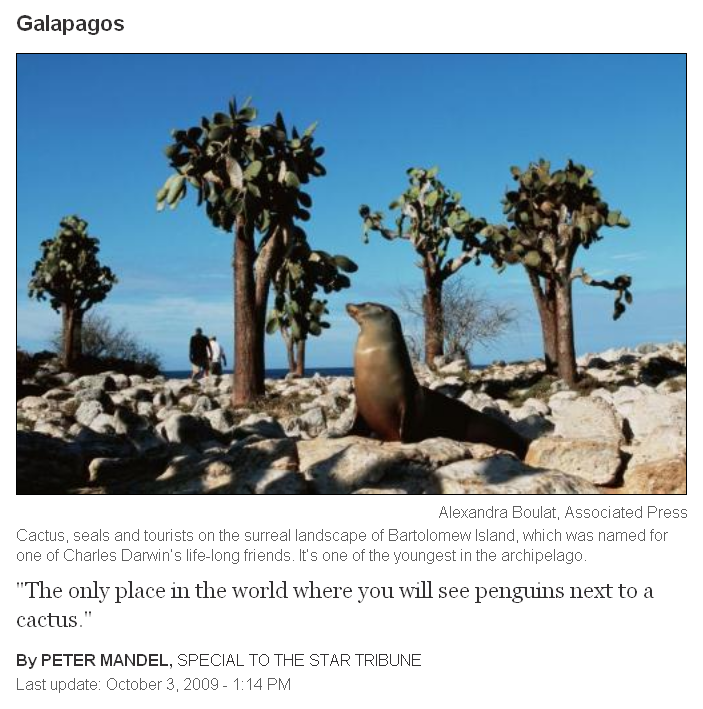 Galapagos
Alexandra Boulat, Associated Press
Cactus, seals and tourists on the surreal landscape of Bartolomew Island, which was named for
one of Charles Darwin's life-long friends. It's one of the youngest in the archipelago.
"The only place in the world where you will see penguins next to a
cactus."
By PETER MANDEL, SPECIAL TO THE STAR TRIBUNE
Last update: October 3, 2009 - 1:14 PM